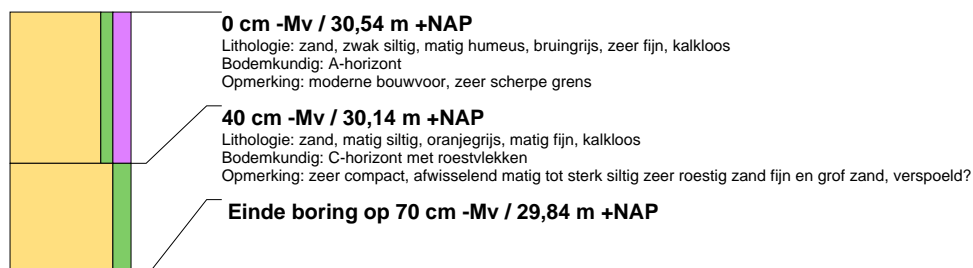 0 cm -Mv / 30,54 m +NAP
Lithologie: zand, zwak siltig, matig humeus, bruingrijs, zeer fijn, kalkloos
Bodemkundig: A-horizont
Opmerking: moderne bouwvoor, zeer scherpe grens
40 cm -Mv / 30,14 m +NAP
Lithologie: zand, matig siltig, oranjegrijs, matig fijn, kalkloos
Bodemkundig: C-horizont met roestvlekken
Opmerking: zeer compact, afwisselend matig tot sterk siltig zeer roestig zand fijn en grof zand, verspoeld?
Einde boring op 70 cm -Mv / 29,84 m +NAP